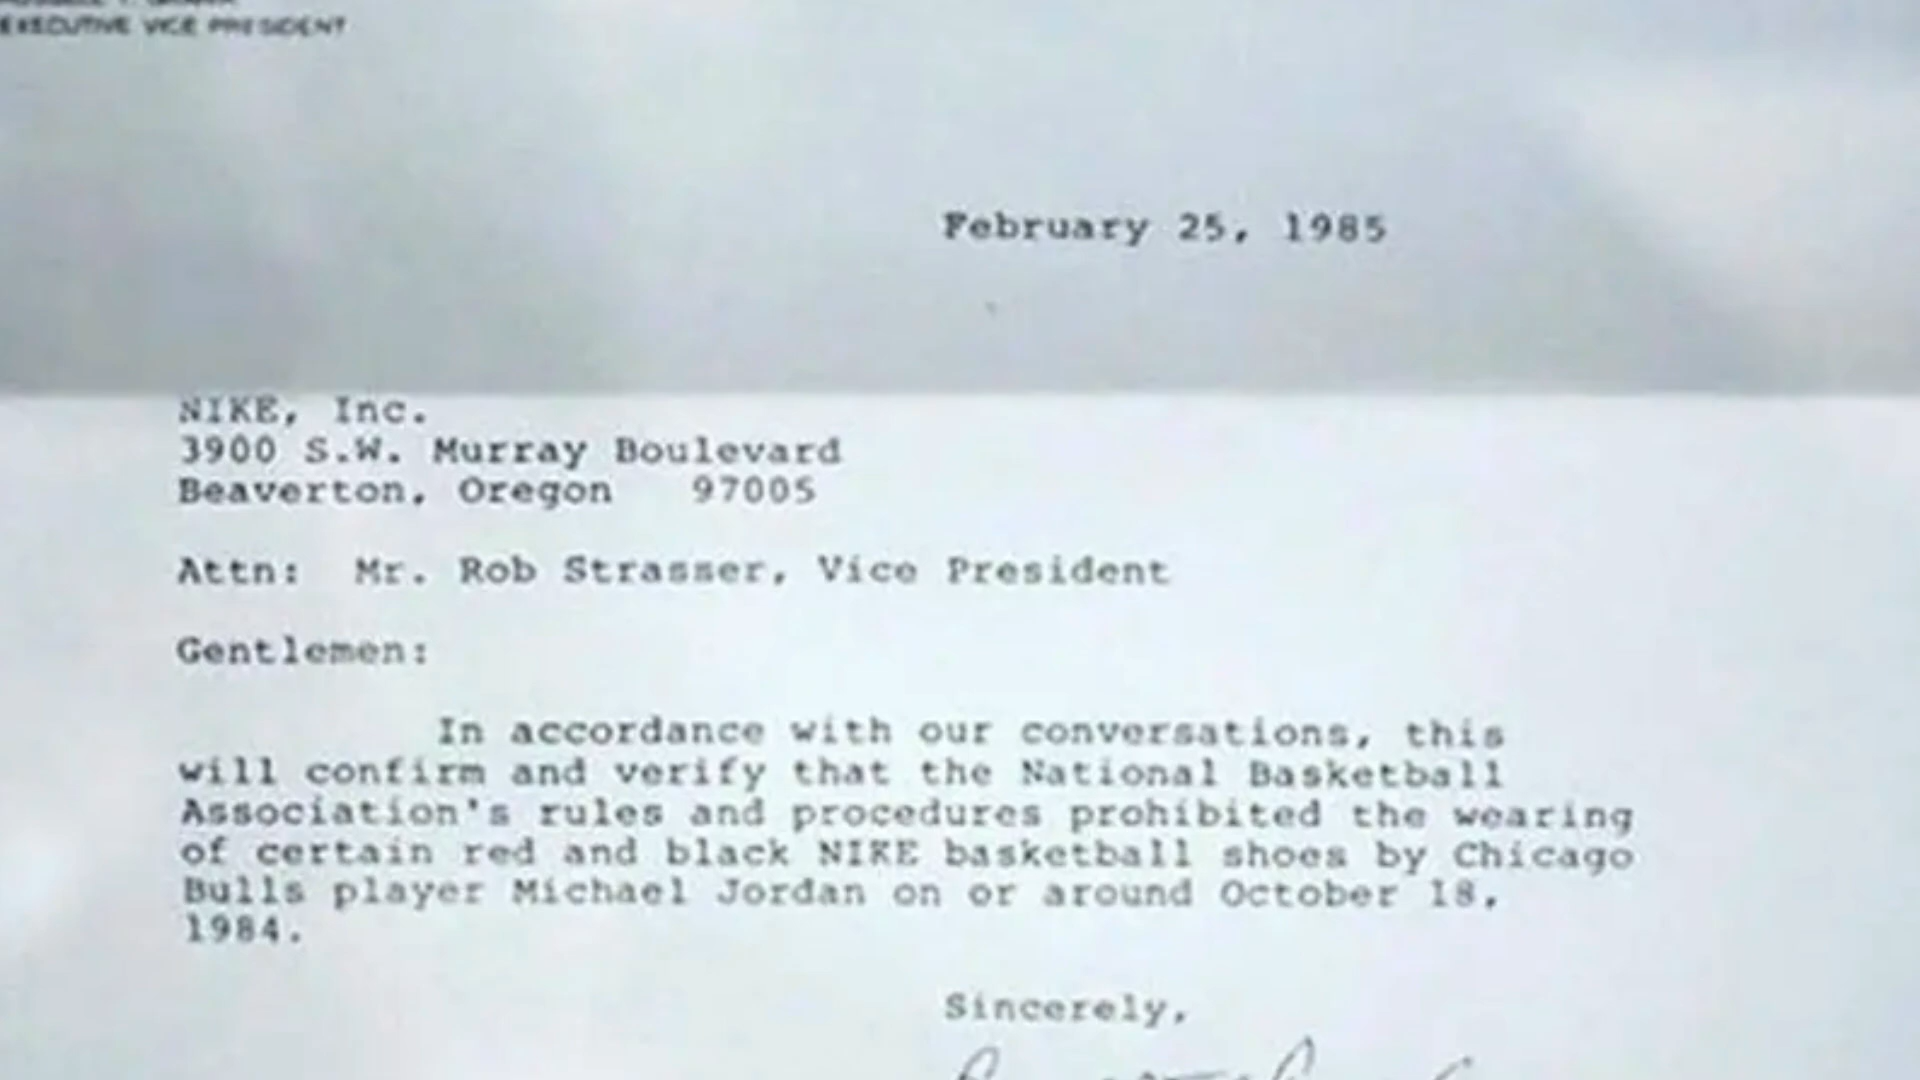 EXECUTIVE VICE PRESIDENT
February 25, 1985
NIKE, Inc.
3900 S.W. Murray Boulevard
Beaverton, Oregon 97005
Attn: Mr. Rob Strasser, Vice President
Gentlemen:
In accordance with our conversations, this
will confirm and verify that the National Basketball
Association's rules and procedures prohibited the wearing
of certain red and black NIKE basketball shoes by Chicago
Bulls player Michael Jordan on or around October 18,
1984.
Sincerely,